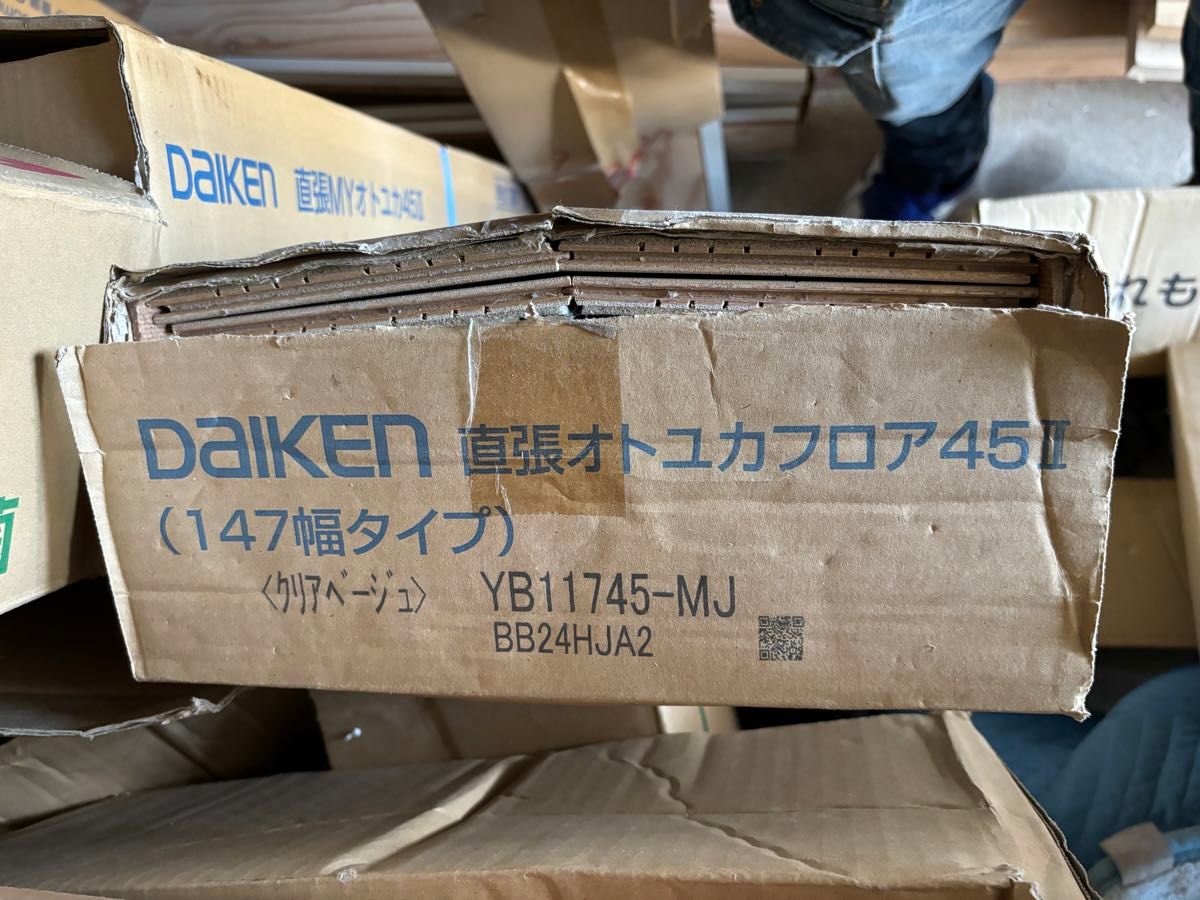 DAIKEN 直張MYオトユカ45II
DAIKEN 直張オトユカフロア45II
(147幅タイプ)
〈クリアベージュ〉 YB11745-MJ
BB24HJA2
れも